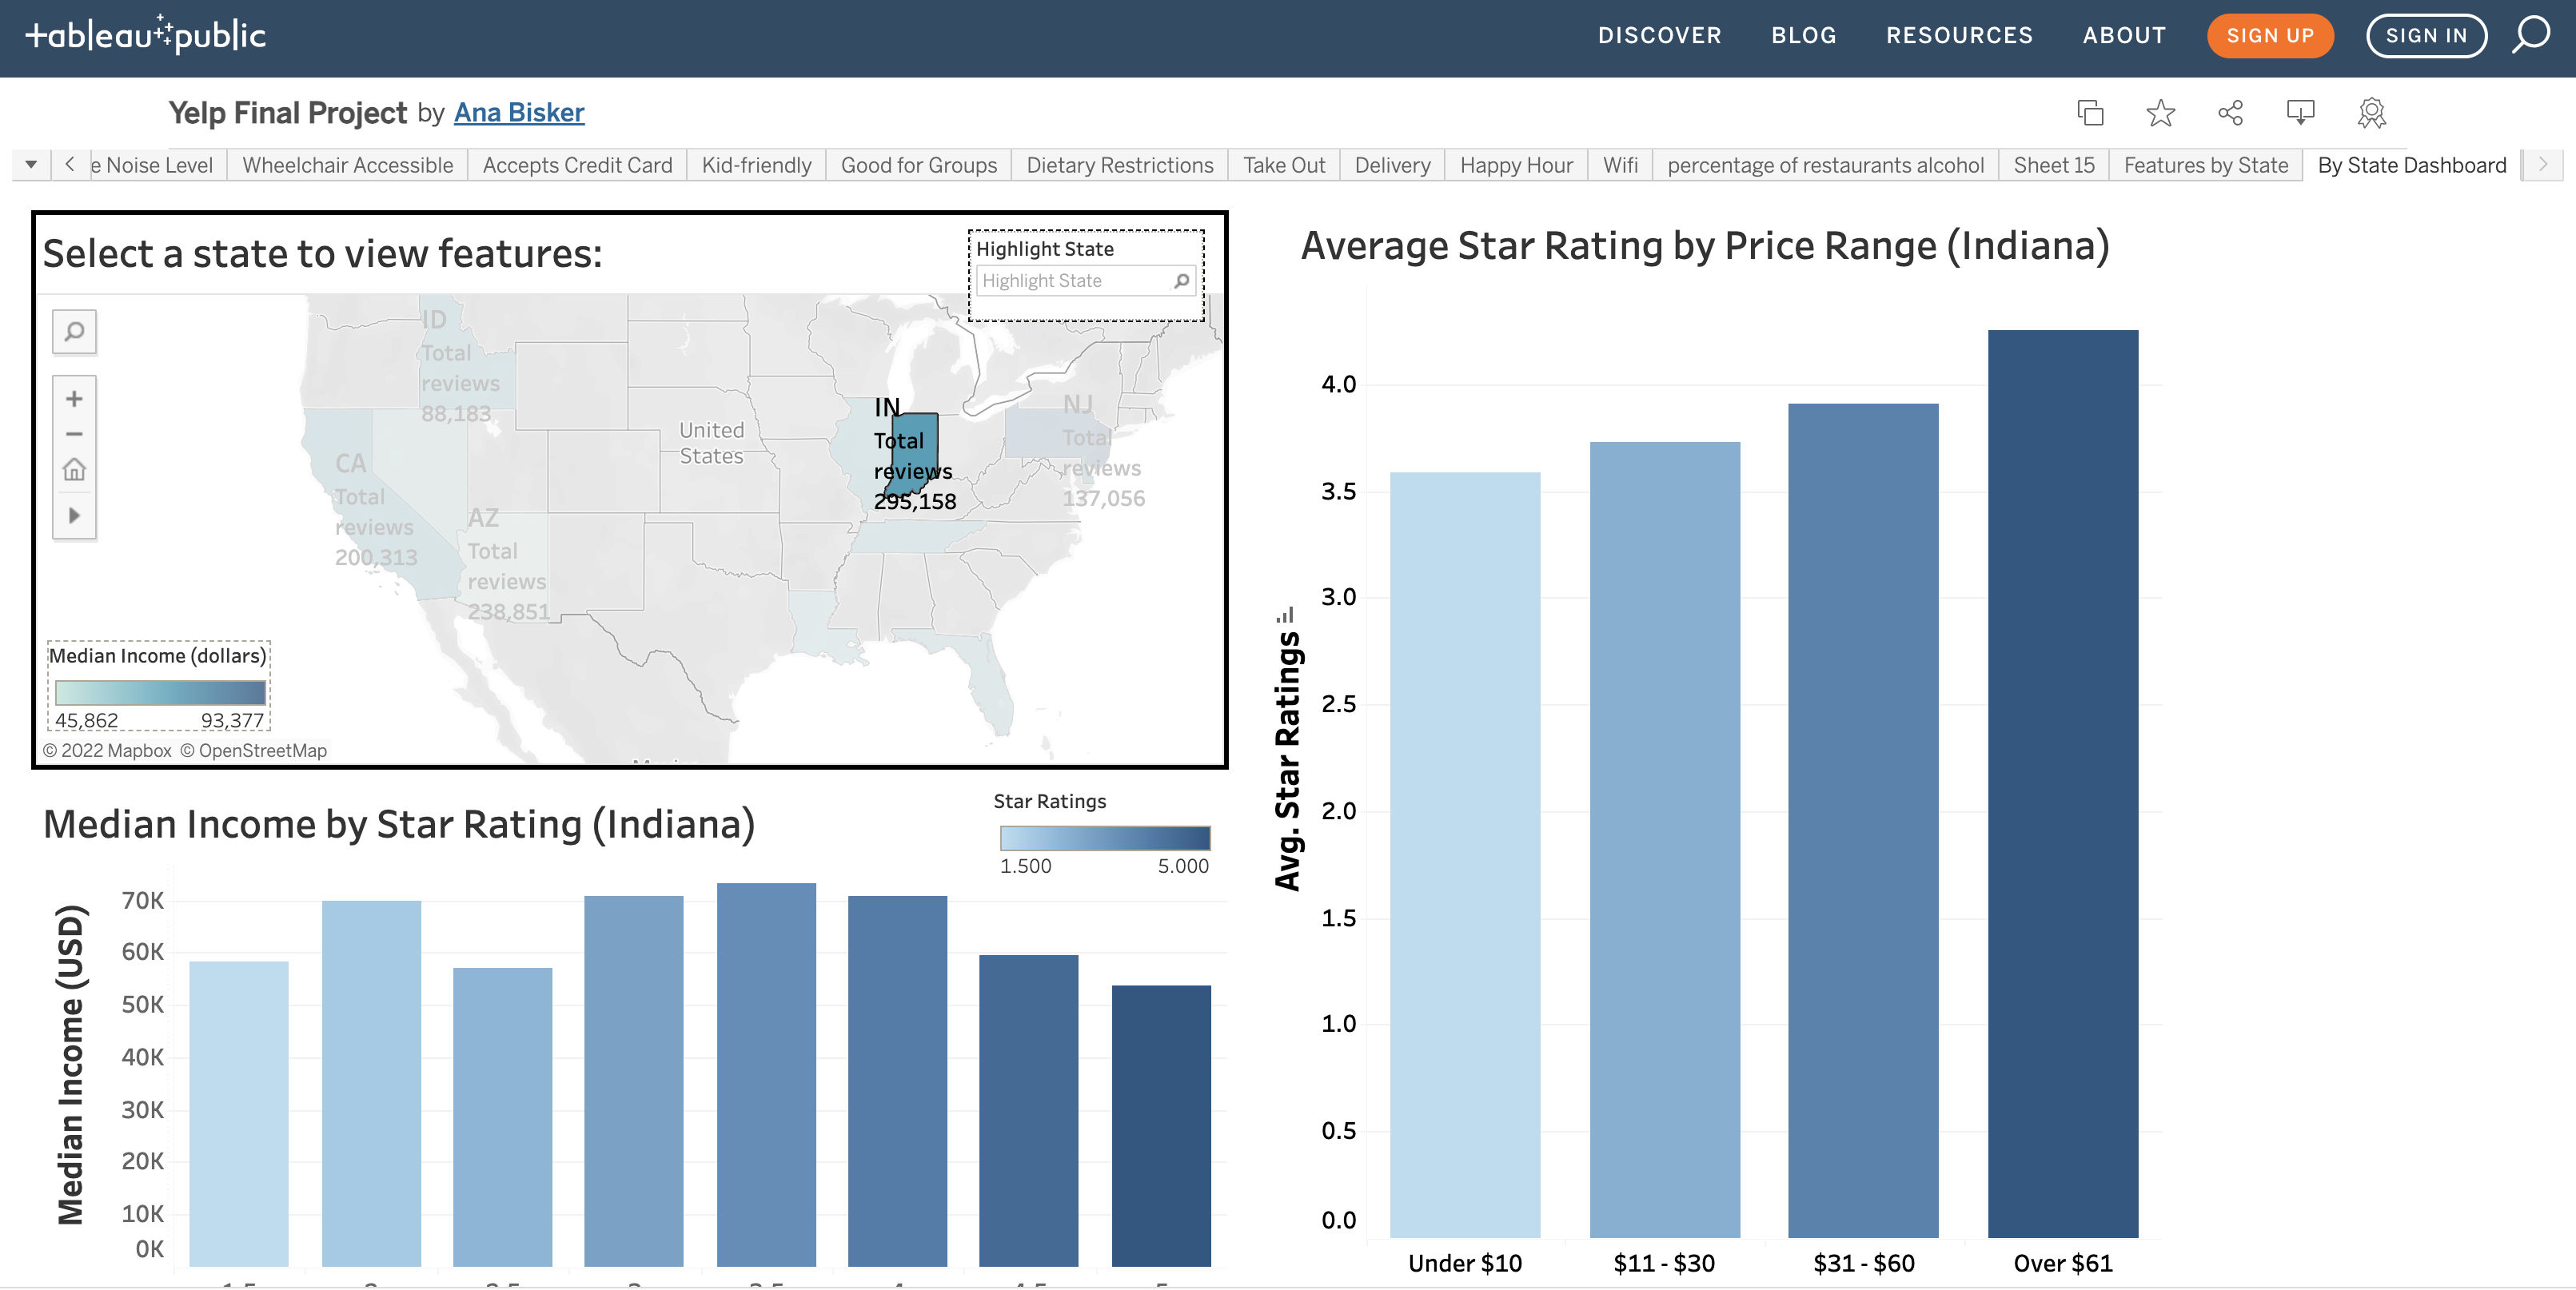 tableau public
DISCOVER
BLOG
RESOURCES
ABOUT
SIGN UP
SIGN IN
Yelp Final Project by Ana Bisker
e Noise Level
Wheelchair Accessible
Accepts Credit Card
Kid-friendly
Good for Groups
Dietary Restrictions
Take Out
Delivery
Happy Hour
Wifi
percentage of restaurants alcohol
Sheet 15
Features by State
By State Dashboard
Select a state to view features:
Highlight State
Highlight State
ID
Total
reviews
88,183
CA
Total
reviews
200,313
AZ
Total
reviews
238,851
United
States
IN
Total
reviews
295,158
NJ
Total
reviews
137,056
Median Income (dollars)
45,862 93,377
© 2022 Mapbox © OpenStreetMap
Median Income by Star Rating (Indiana)
Star Ratings
1.500 5.000
Median Income (USD)
70K
60K
50K
40K
30K
20K
10K
0K
Average Star Rating by Price Range (Indiana)
Avg. Star Ratings
4.0
3.5
3.0
2.5
2.0
1.5
1.0
0.5
0.0
Under $10
$11 - $30
$31 - $60
Over $61